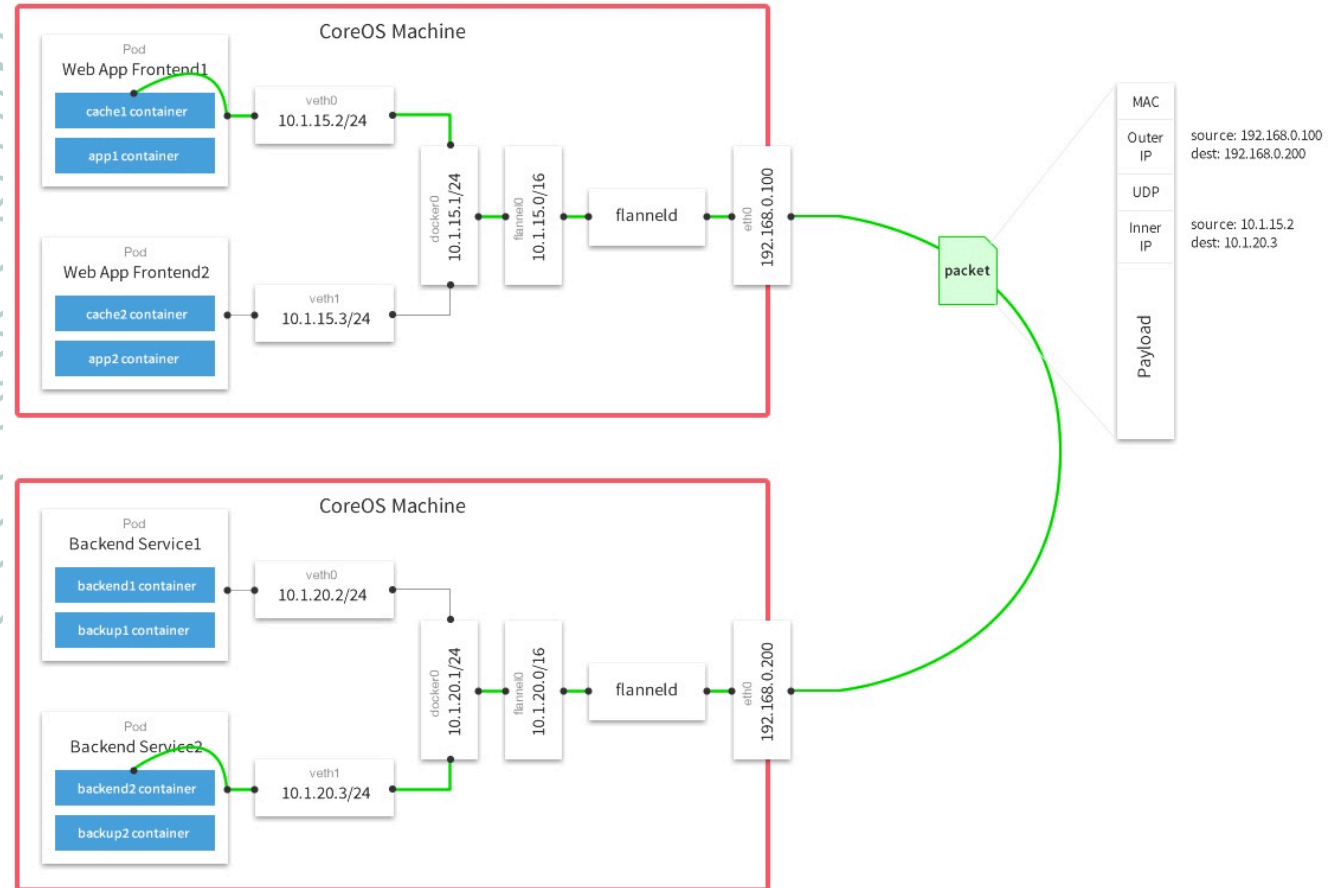 CoreOS Machine
Pod
Web App Frontend1
cache1 container
app1 container
veth0
10.1.15.2/24
Pod
Web App Frontend2
cache2 container
app2 container
veth1
10.1.15.3/24
docker0
10.1.15.1/24
flannel0
10.1.15.0/16
flanneld
eth0
192.168.0.100
packet
MAC
Outer
IP
source: 192.168.0.100
dest: 192.168.0.200
UDP
Inner
IP
source: 10.1.15.2
dest: 10.1.20.3
Payload
CoreOS Machine
Pod
Backend Service1
backend1 container
backup1 container
veth0
10.1.20.2/24
Pod
Backend Service2
backend2 container
backup2 container
veth1
10.1.20.3/24
docker0
10.1.20.1/24
flannel0
10.1.20.0/16
flanneld
eth0
192.168.0.200